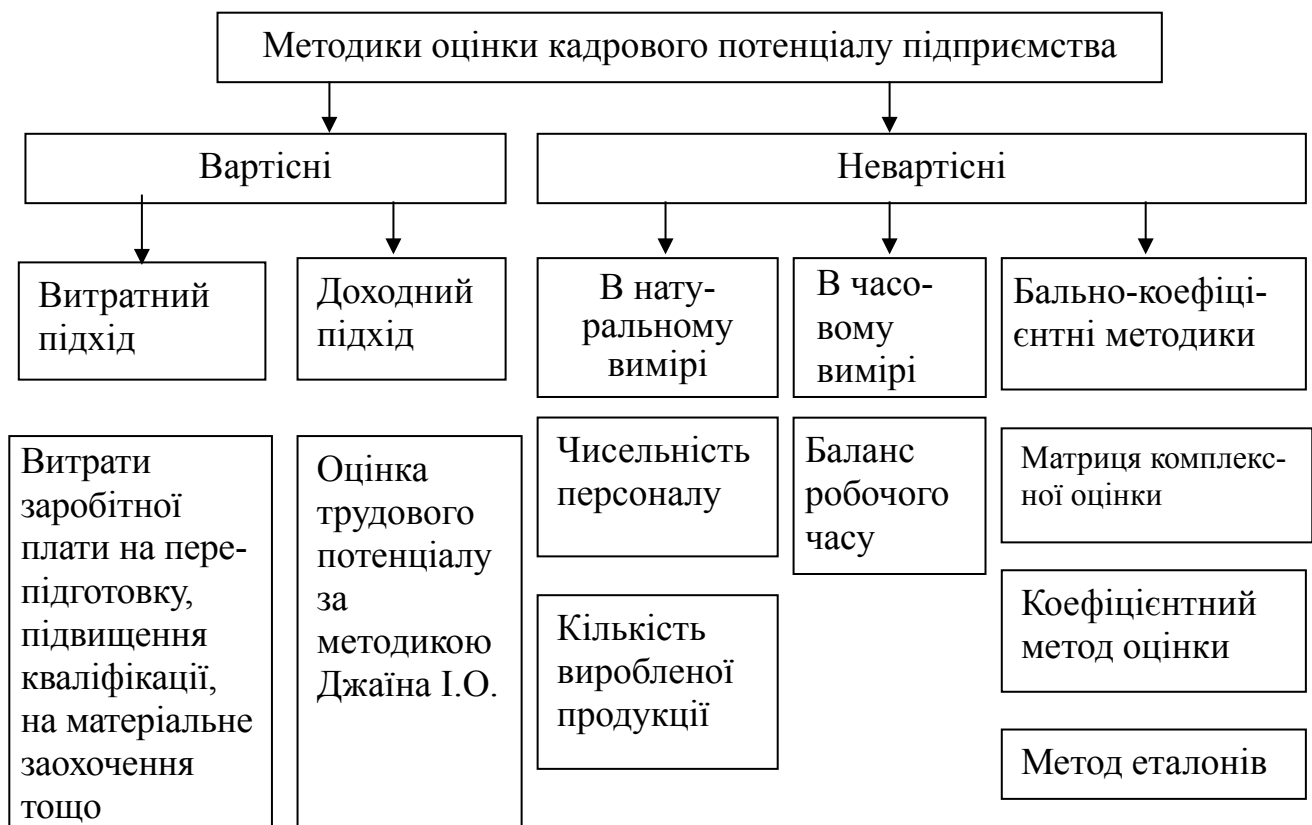 Методики оцінки кадрового потенціалу підприємства
Вартісні
Невартісні
Витратний
підхід
Доходний
підхід
В нату-
ральному
вимірі
В часо-
вому
вимірі
Бально-коефіці-
єнтні методики
Витрати
заробітної
плати на пере-
підготовку,
підвищення
кваліфікації,
на матеріальне
заохочення
тощо
Оцінка
трудового
потенціалу
за
методикою
Джаїна І.О.
Чисельність
персоналу
Кількість
виробленої
продукції
Баланс
робочого
часу
Матриця комплекс-
ної оцінки
Коефіцієнтний
метод оцінки
Метод еталонів